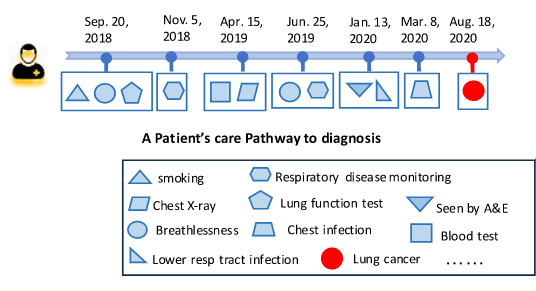 Sep. 20, Nov. 5, Apr. 15, Jun. 25, Jan. 13, Mar. 8, Aug. 18,
2018 2018 2019 2019 2020 2020 2020
A Patient’s care Pathway to diagnosis
smoking Respiratory disease monitoring
Chest X-ray Lung function test Seen by A&E
Breathlessness Chest infection Blood test
Lower resp tract infection Lung cancer ......